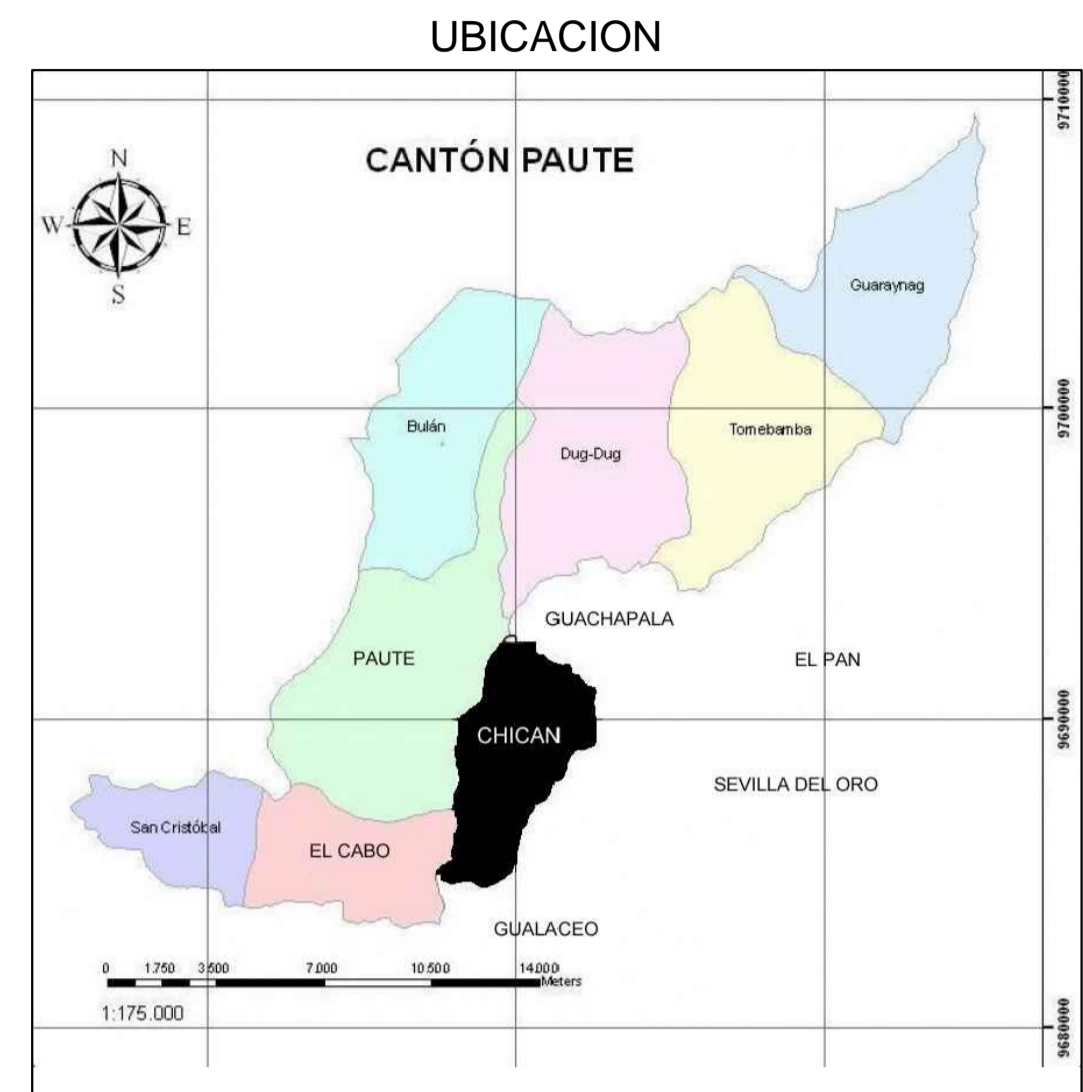 UBICACION
CANTÓN PAUTE
N
W
E
S
9710000
Guaraynag
9700000
Bulán
Tomebamba
Dug-Dug
GUACHAPALA
PAUTE
EL PAN
9690000
CHICAN
SEVILLA DEL ORO
San Cristóbal
EL CABO
GUALACEO
0 1.750 3.500 7.000 10.500 14.000
Meters
1:175.000
9680000